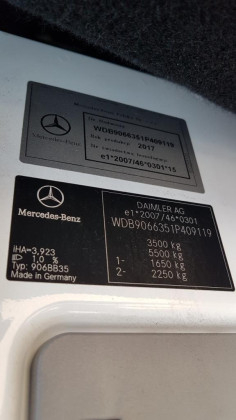 Mercedes-Benz
WDB9066351P409119
Rok produkcji 2017
e1*2007/46*0301*15
Mercedes-Benz
iHA=3,923
1,0 %
Typ: 906BB35
Made in Germany
DAIMLER AG
e1*2007/46*0301
WDB9066351P409119
3500 kg
5500 kg
1- 1650 kg
2- 2250 kg